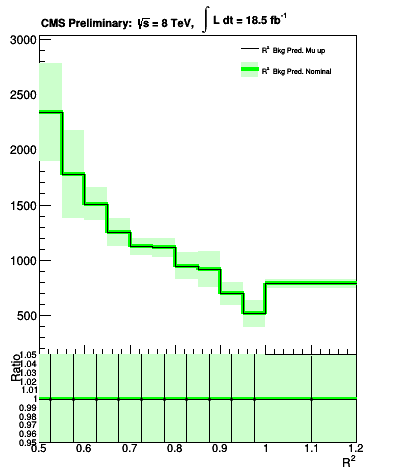 CMS Preliminary: √s = 8 TeV, ∫ L dt = 18.5 fb⁻¹
R² Bkg Pred. Mu up
R² Bkg Pred. Nominal
3000
2500
2000
1500
1000
500
Ratio
1.05
1.04
1.03
1.02
1.01
1
0.99
0.98
0.97
0.96
0.95
0.5 0.6 0.7 0.8 0.9 1 1.1 1.2
R²